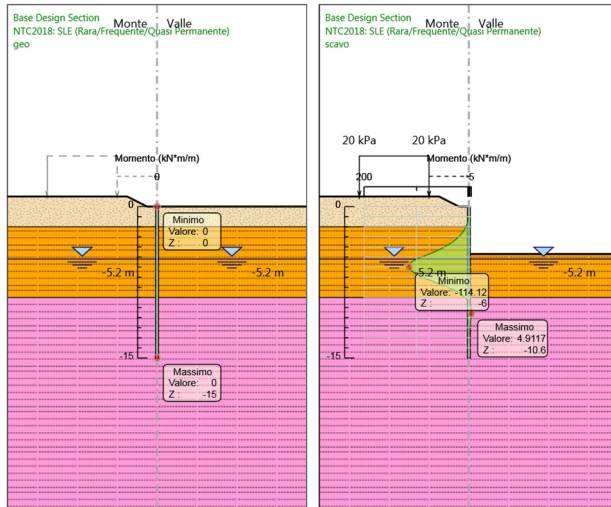 Base Design Section
Monte Valle
NTC2018: SLE (Rara/Frequente/Quasi Permanente)
geo
Momento (kN*m/m)
0
0
Minimo
Valore: 0
Z : 0
-5.2 m
-5.2 m
-15
Massimo
Valore: 0
Z : -15
Base Design Section
Monte Valle
NTC2018: SLE (Rara/Frequente/Quasi Permanente)
scavo
20 kPa
20 kPa
Momento (kN*m/m)
200
-5
0
-5.2 m
-5.2 m
Minimo
Valore: -114.12
Z : -6
Massimo
Valore: 4.9117
Z : -10.6
-15